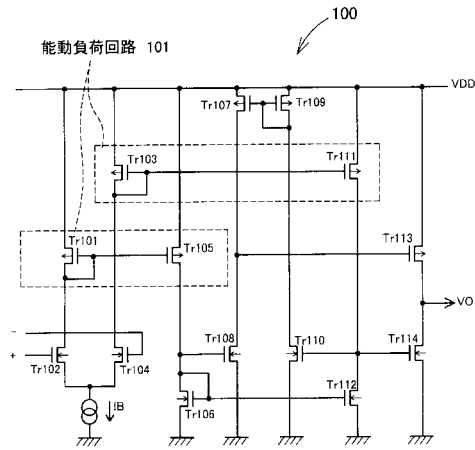 100
能動負荷回路 101
VDD
Tr107
Tr109
Tr103
Tr111
Tr101
Tr105
Tr113
VO
−
+
Tr102
Tr104
Tr108
Tr110
Tr114
IB
Tr106
Tr112